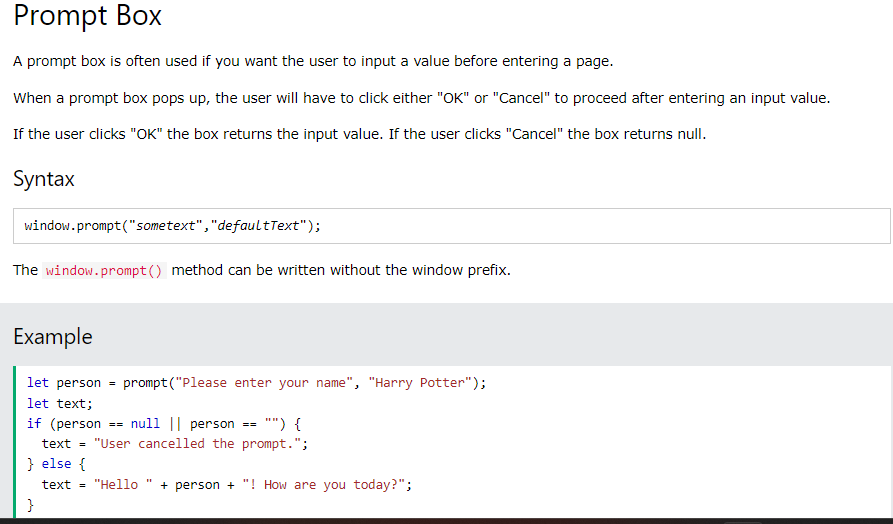 Prompt Box
A prompt box is often used if you want the user to input a value before entering a page.
When a prompt box pops up, the user will have to click either "OK" or "Cancel" to proceed after entering an input value.
If the user clicks "OK" the box returns the input value. If the user clicks "Cancel" the box returns null.
Syntax
window.prompt("sometext","defaultText");
The window.prompt() method can be written without the window prefix.
Example
let person = prompt("Please enter your name", "Harry Potter");
let text;
if (person == null || person == "") {
  text = "User cancelled the prompt.";
} else {
  text = "Hello " + person + "! How are you today?";
}